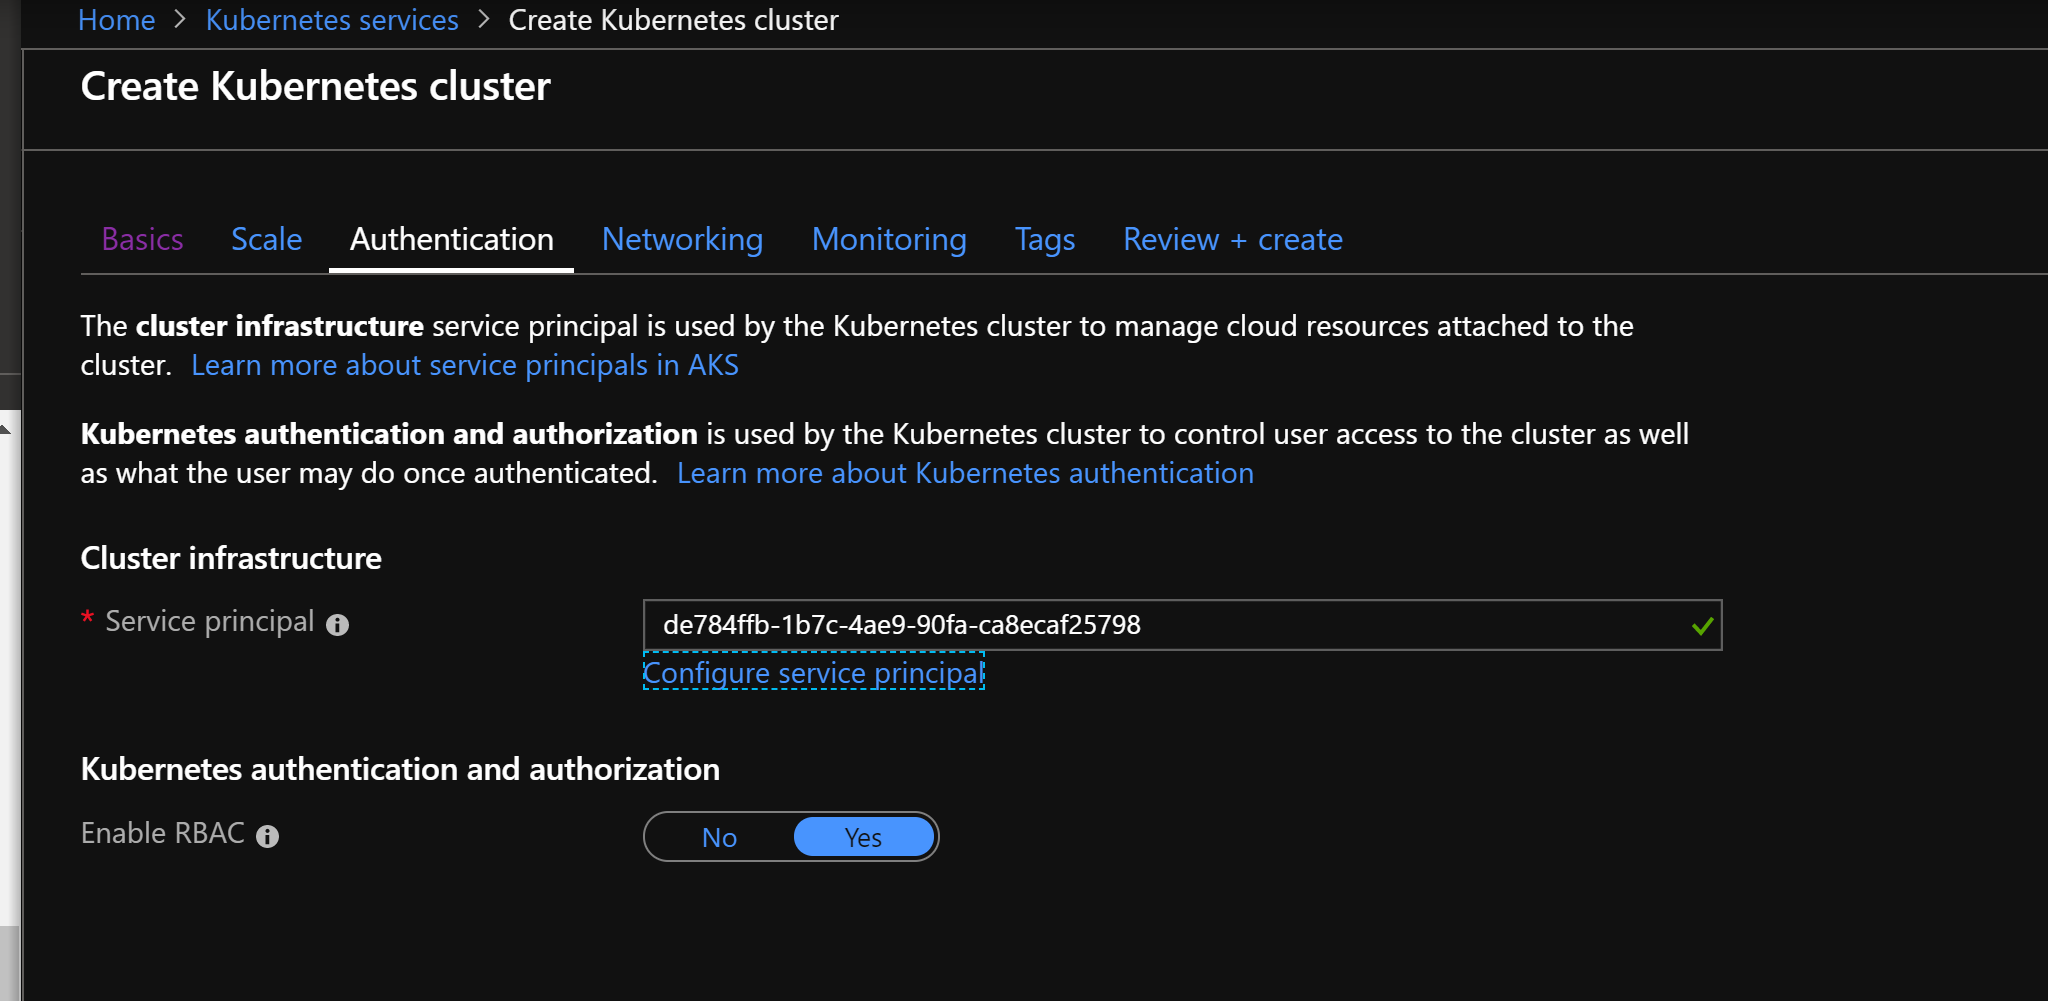 Home > Kubernetes services > Create Kubernetes cluster
Create Kubernetes cluster
Basics Scale Authentication Networking Monitoring Tags Review + create
The cluster infrastructure service principal is used by the Kubernetes cluster to manage cloud resources attached to the
cluster. Learn more about service principals in AKS
Kubernetes authentication and authorization is used by the Kubernetes cluster to control user access to the cluster as well
as what the user may do once authenticated. Learn more about Kubernetes authentication
Cluster infrastructure
* Service principal de784ffb-1b7c-4ae9-90fa-ca8ecaf25798
Configure service principal
Kubernetes authentication and authorization
Enable RBAC No Yes